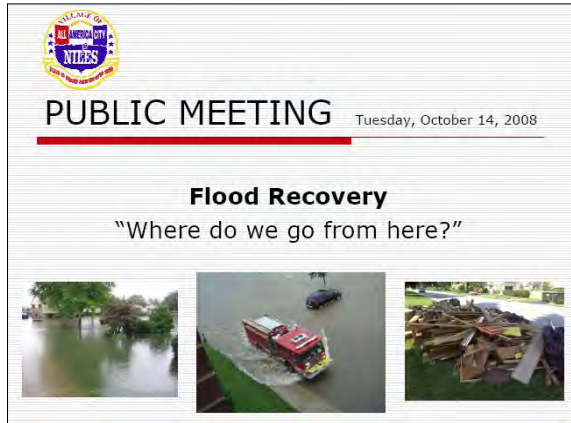 VILLAGE OF
ALL AMERICA CITY
NILES
PUBLIC MEETING
Tuesday, October 14, 2008
Flood Recovery
“Where do we go from here?”